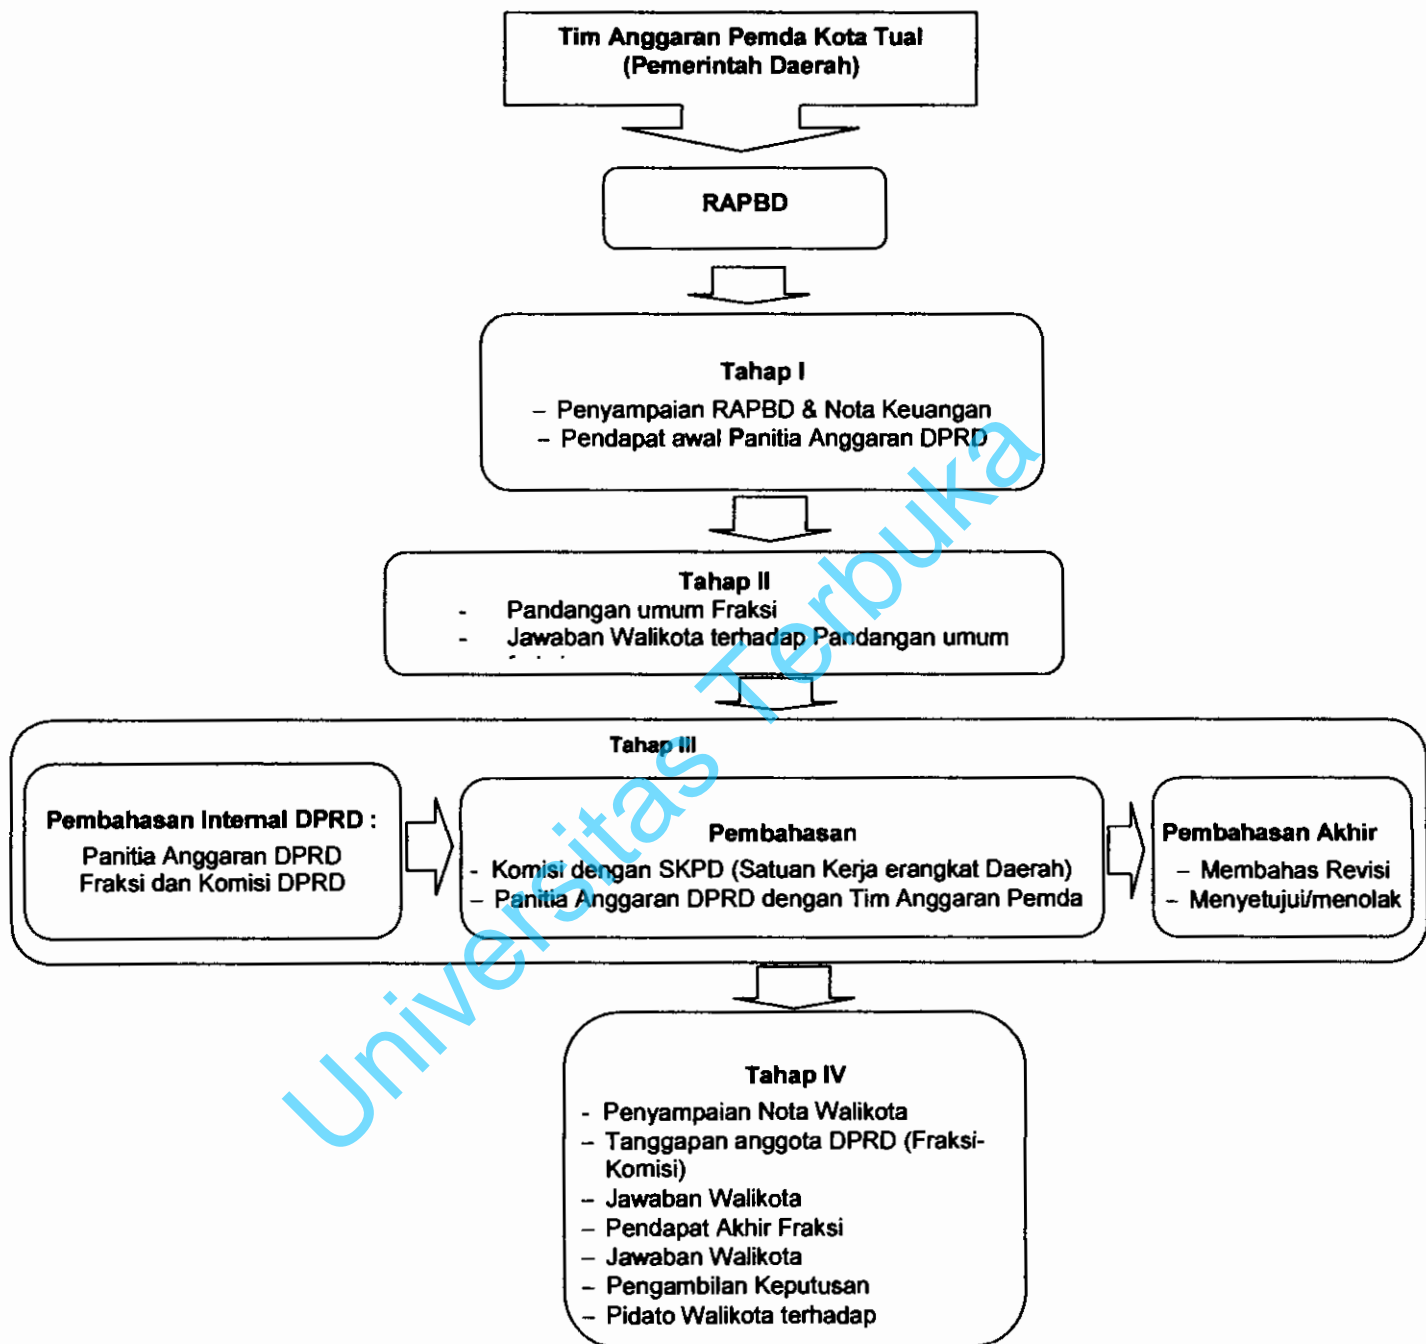 Tim Anggaran Pemda Kota Tual
(Pemerintah Daerah)
RAPBD
Tahap I
– Penyampaian RAPBD & Nota Keuangan
– Pendapat awal Panitia Anggaran DPRD
Tahap II
- Pandangan umum Fraksi
- Jawaban Walikota terhadap Pandangan umum
Tahap III
Pembahasan Internal DPRD :
Panitia Anggaran DPRD
Fraksi dan Komisi DPRD
Pembahasan
- Komisi dengan SKPD (Satuan Kerja erangkat Daerah)
– Panitia Anggaran DPRD dengan Tim Anggaran Pemda
Pembahasan Akhir
– Membahas Revisi
– Menyetujui/menolak
Tahap IV
- Penyampaian Nota Walikota
– Tanggapan anggota DPRD (Fraksi-
Komisi)
– Jawaban Walikota
– Pendapat Akhir Fraksi
– Jawaban Walikota
– Pengambilan Keputusan
– Pidato Walikota terhadap
Universitas Terbuka